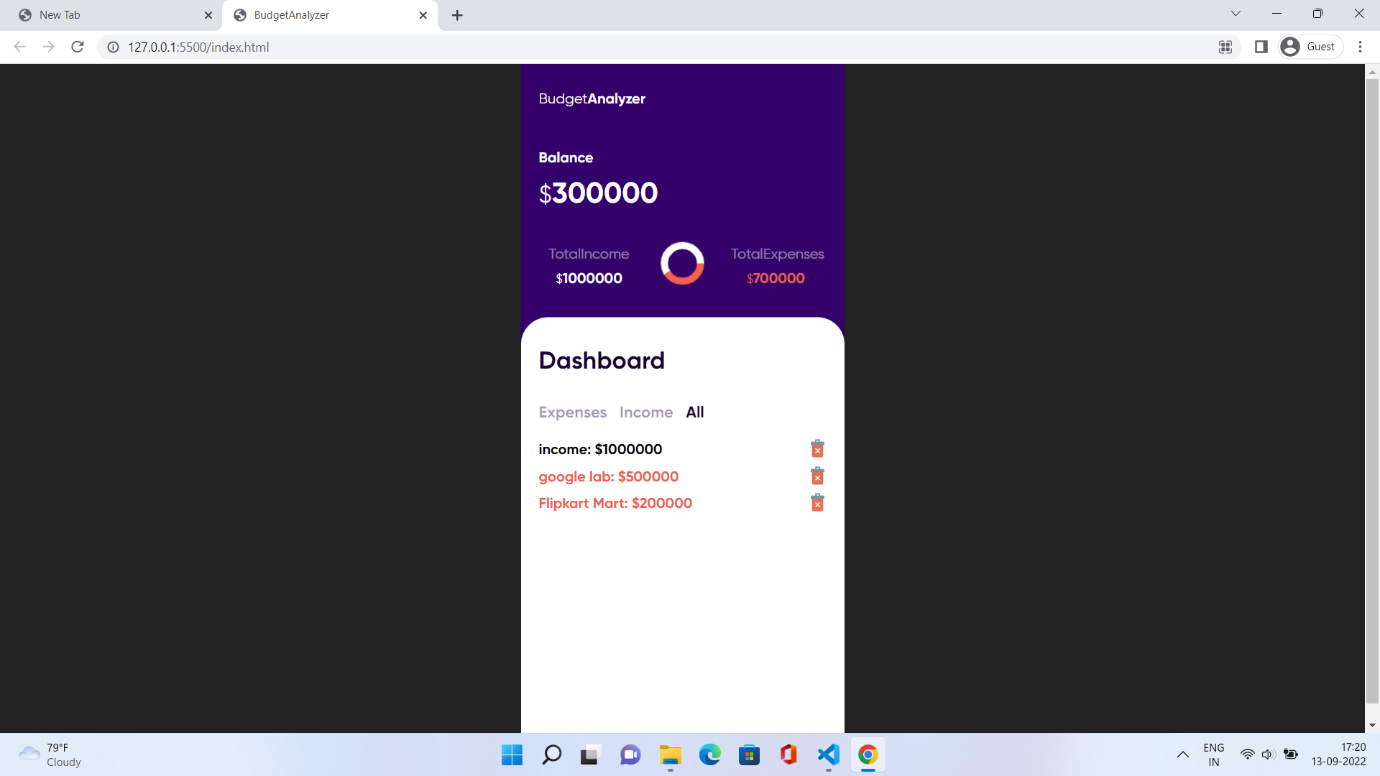 New Tab
BudgetAnalyzer
127.0.0.1:5500/index.html
Guest
BudgetAnalyzer
Balance
$300000
TotalIncome
TotalExpenses
$1000000
$700000
Dashboard
Expenses Income All
income: $1000000
google lab: $500000
Flipkart Mart: $200000
79°F
Cloudy
ENG
IN
17:20
13-09-2022